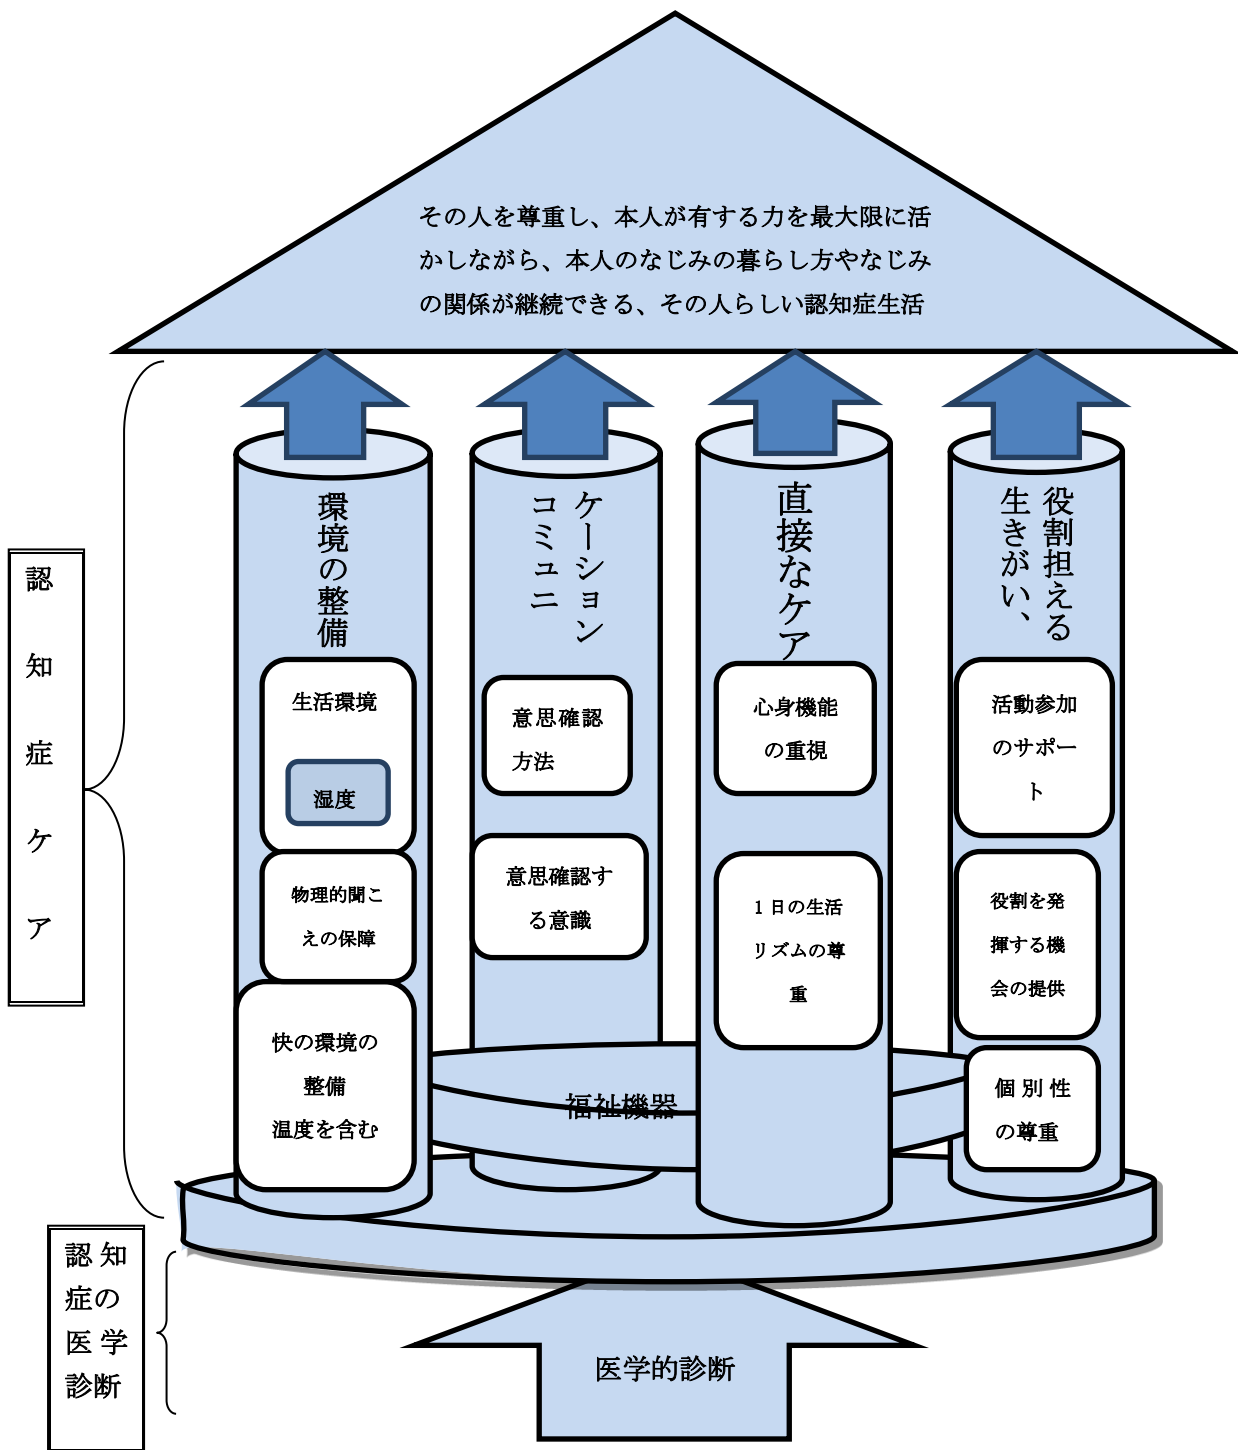 その人を尊重し、本人が有する力を最大限に活
かしながら、本人のなじみの暮らし方やなじみ
の関係が継続できる、その人らしい認知症生活
認知症ケア
環境の整備
生活環境
湿度
物理的聞こ
えの保障
快の環境の
整備
温度を含む
コミュニ
ケーション
意思確認
方法
意思確認す
る意識
直接なケア
心身機能
の重視
1 日の生活
リズムの尊
重
生きがい、
役割担える
活動参加
のサポー
ト
役割を発
揮する機
会の提供
個 別 性
の尊重
福祉機器
認 知
症の
医 学
診断
医学的診断